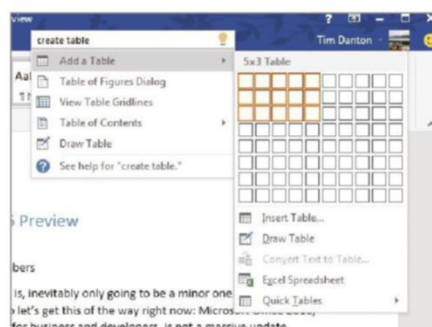 view
?
create table
Tim Danton
Aal
Add a Table
5x3 Table
Table of Figures Dialog
View Table Gridlines
Table of Contents
Draw Table
See help for "create table."
Insert Table...
Draw Table
Convert Text to Table...
Excel Spreadsheet
Quick Tables
Preview
bers
is, inevitably only going to be a minor one
let's get this of the way right now: Microsoft Office 2016,
for business and developers, is not a massive update